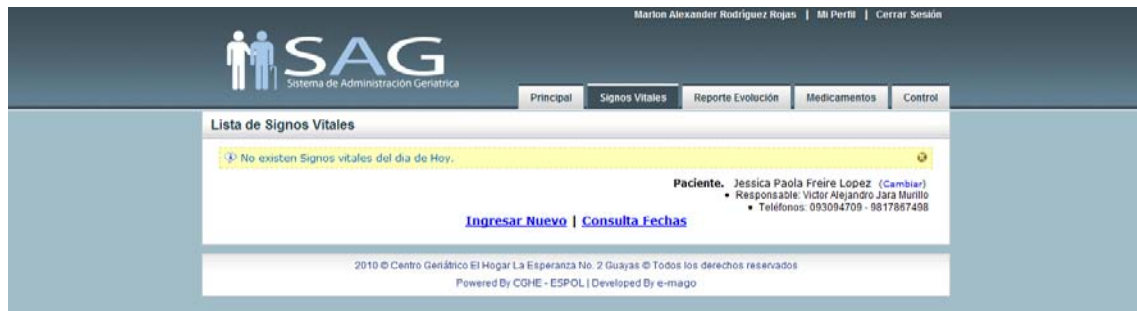 Marlon Alexander Rodríguez Rojas | Mi Perfil | Cerrar Sesión
SAG
Sistema de Administración Geriatrica
Principal Signos Vitales Reporte Evolución Medicamentos Control
Lista de Signos Vitales
No existen Signos vitales del dia de Hoy.
Paciente. Jessica Paola Freire Lopez (Cambiar)
• Responsable: Victor Alejandro Jara Murillo
• Teléfonos: 093094709 - 9817867498
Ingresar Nuevo | Consulta Fechas
2010 © Centro Geriátrico El Hogar La Esperanza No. 2 Guayas © Todos los derechos reservados
Powered By CGHE - ESPOL | Developed By e-mago